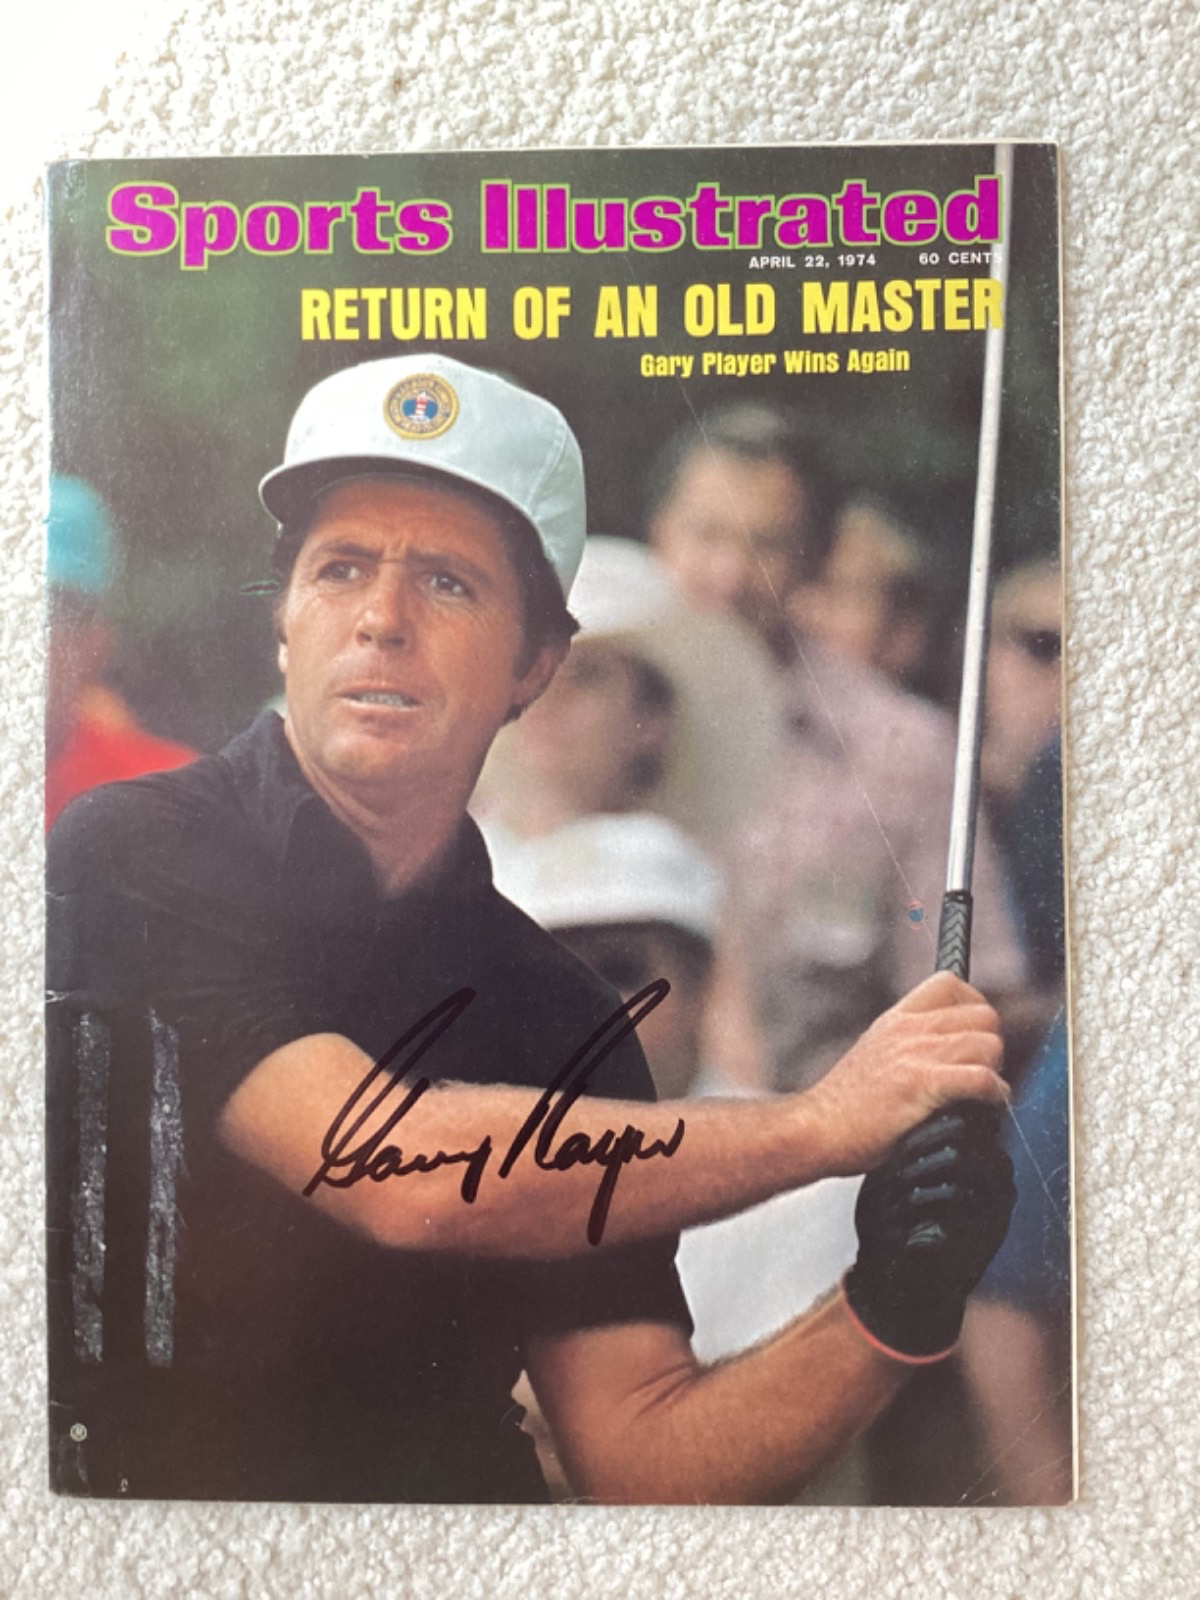 Sports Illustrated
APRIL 22, 1974 60 CENTS
RETURN OF AN OLD MASTER
Gary Player Wins Again
Gary Player
®